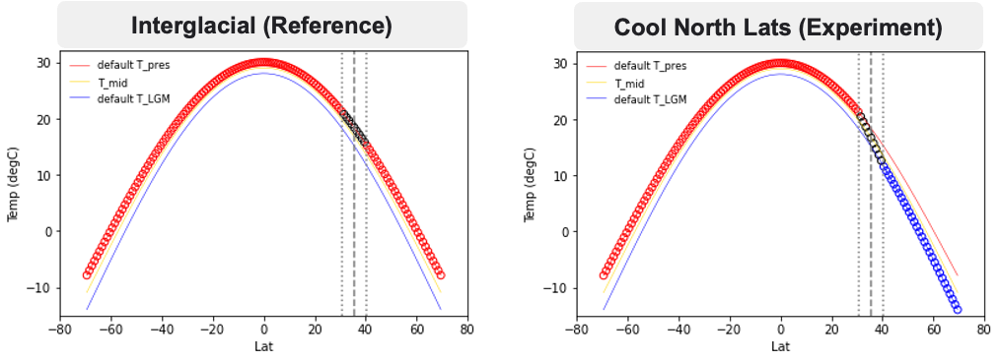 Interglacial (Reference)
30
20
10
0
−10
Temp (degC)
default T_pres
T_mid
default T_LGM
−80 −60 −40 −20 0 20 40 60 80
Lat
Cool North Lats (Experiment)
30
20
10
0
−10
Temp (degC)
default T_pres
T_mid
default T_LGM
−80 −60 −40 −20 0 20 40 60 80
Lat